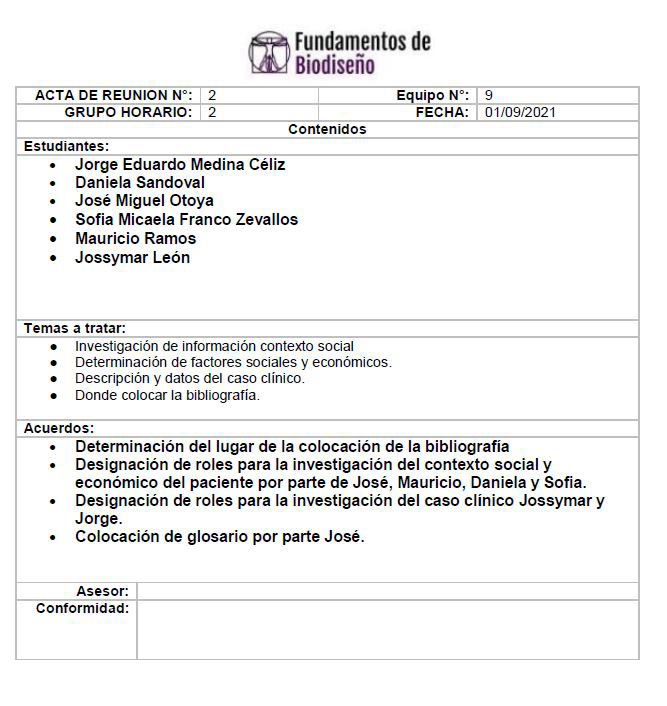 Fundamentos de
Biodiseño
ACTA DE REUNION N°: 2 Equipo N°: 9
GRUPO HORARIO: 2 FECHA: 01/09/2021
Contenidos
Estudiantes:
• Jorge Eduardo Medina Céliz
• Daniela Sandoval
• José Miguel Otoya
• Sofia Micaela Franco Zevallos
• Mauricio Ramos
• Jossymar León
Temas a tratar:
• Investigación de información contexto social
• Determinación de factores sociales y económicos.
• Descripción y datos del caso clínico.
• Donde colocar la bibliografía.
Acuerdos:
• Determinación del lugar de la colocación de la bibliografía
• Designación de roles para la investigación del contexto social y
económico del paciente por parte de José, Mauricio, Daniela y Sofia.
• Designación de roles para la investigación del caso clínico Jossymar y
Jorge.
• Colocación de glosario por parte José.
Asesor:
Conformidad: